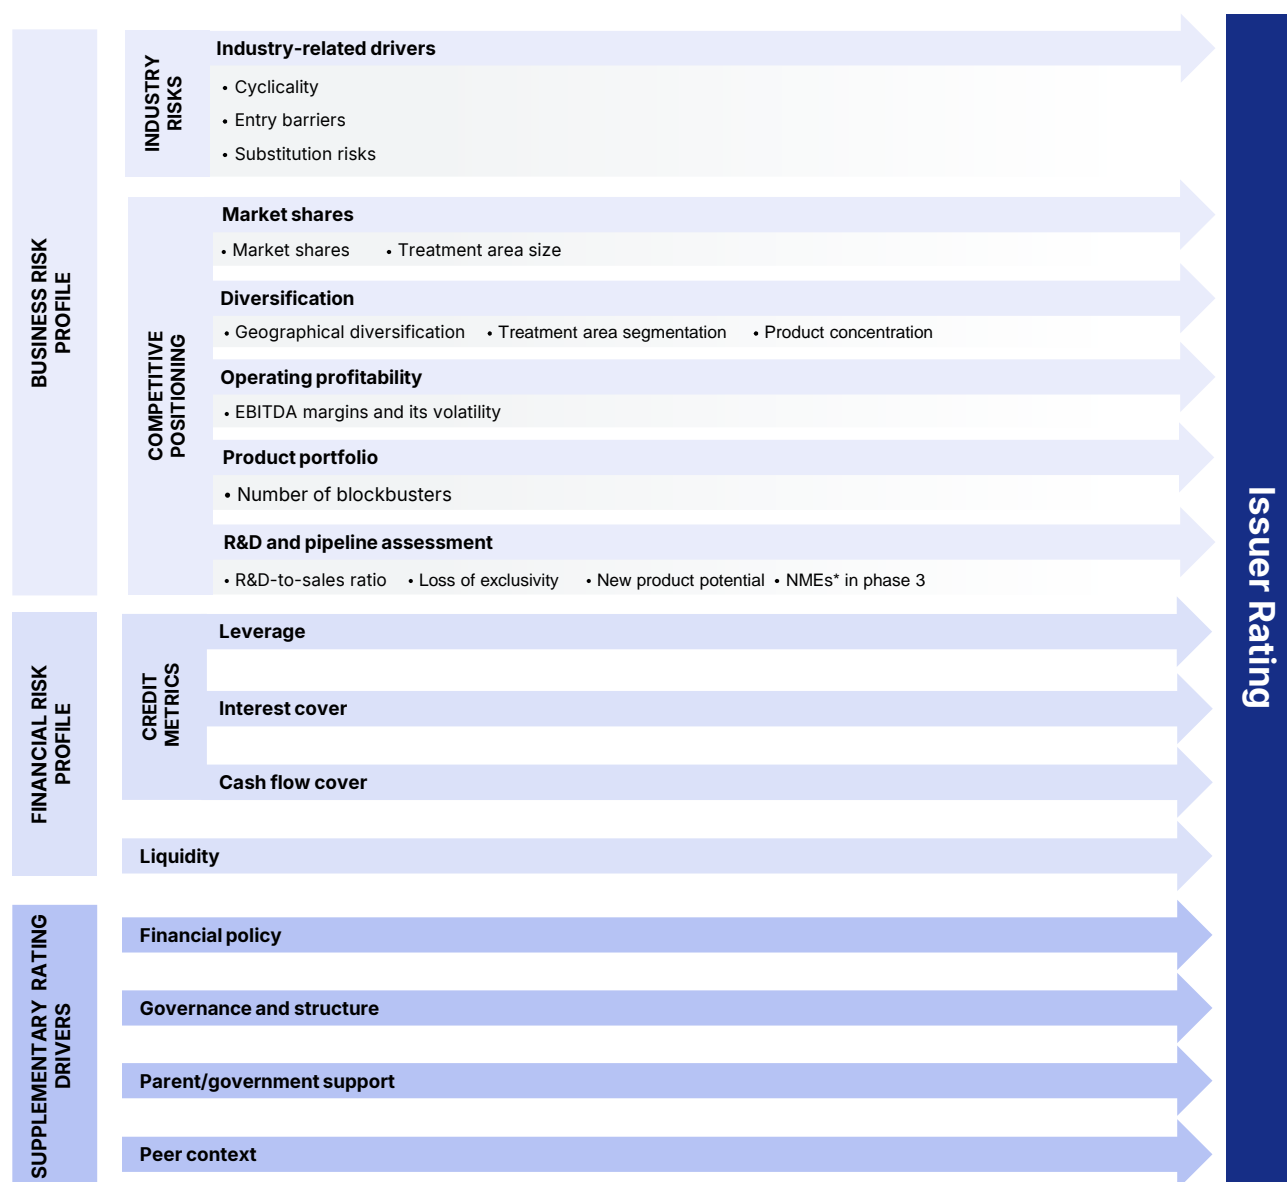 BUSINESS RISK
PROFILE
INDUSTRY
RISKS
Industry-related drivers
• Cyclicality
• Entry barriers
• Substitution risks
COMPETITIVE
POSITIONING
Market shares
• Market shares • Treatment area size
Diversification
• Geographical diversification • Treatment area segmentation • Product concentration
Operating profitability
• EBITDA margins and its volatility
Product portfolio
• Number of blockbusters
R&D and pipeline assessment
• R&D-to-sales ratio • Loss of exclusivity • New product potential • NMEs* in phase 3
FINANCIAL RISK
PROFILE
CREDIT
METRICS
Leverage
Interest cover
Cash flow cover
Liquidity
SUPPLEMENTARY RATING
DRIVERS
Financial policy
Governance and structure
Parent/government support
Peer context
Issuer Rating